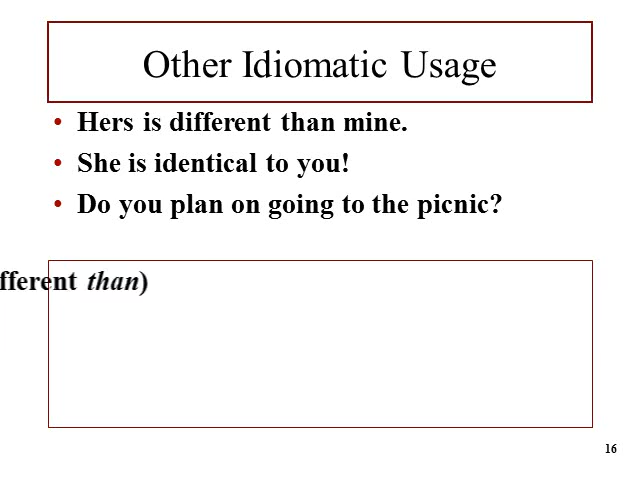 Other Idiomatic Usage
• Hers is different than mine.
• She is identical to you!
• Do you plan on going to the picnic?
fferent than)
16